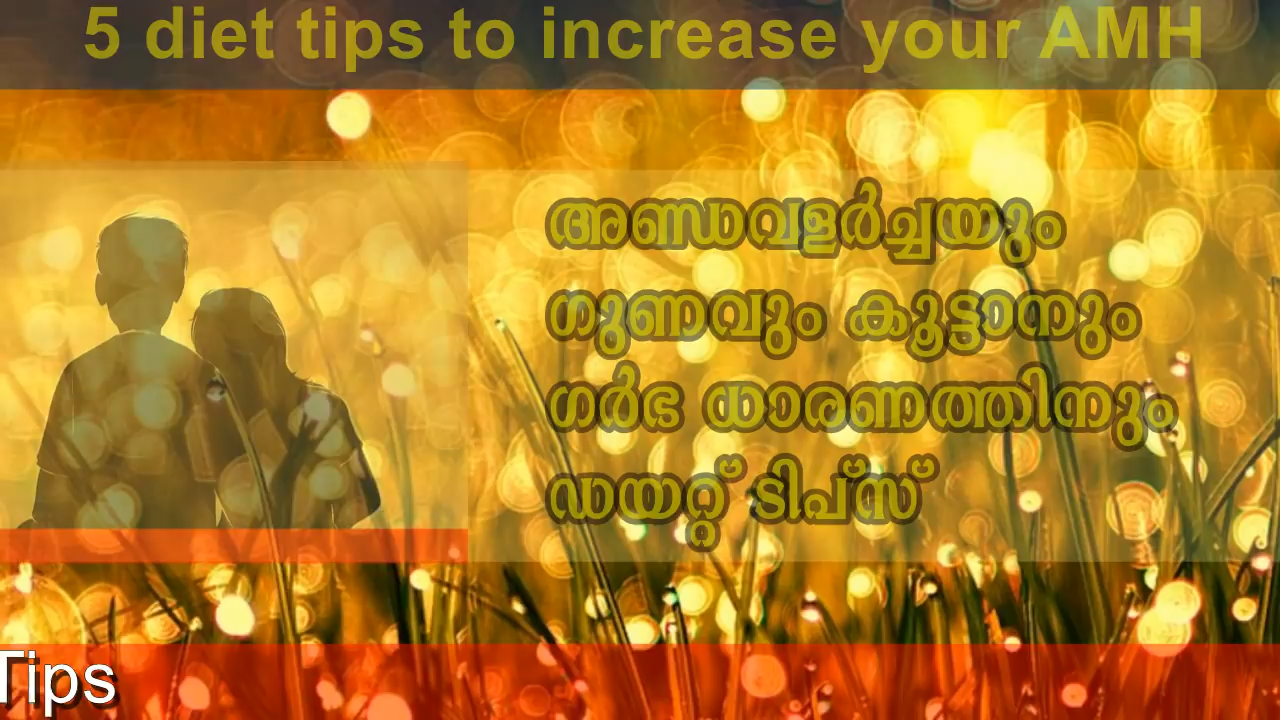 5 diet tips to increase your AMH
അണ്ഡവളർച്ചയും
ഗുണവും കൂട്ടാനും
ഗർഭ ധാരണത്തിനും
ഡയറ്റ് ടിപ്സ്
Tips